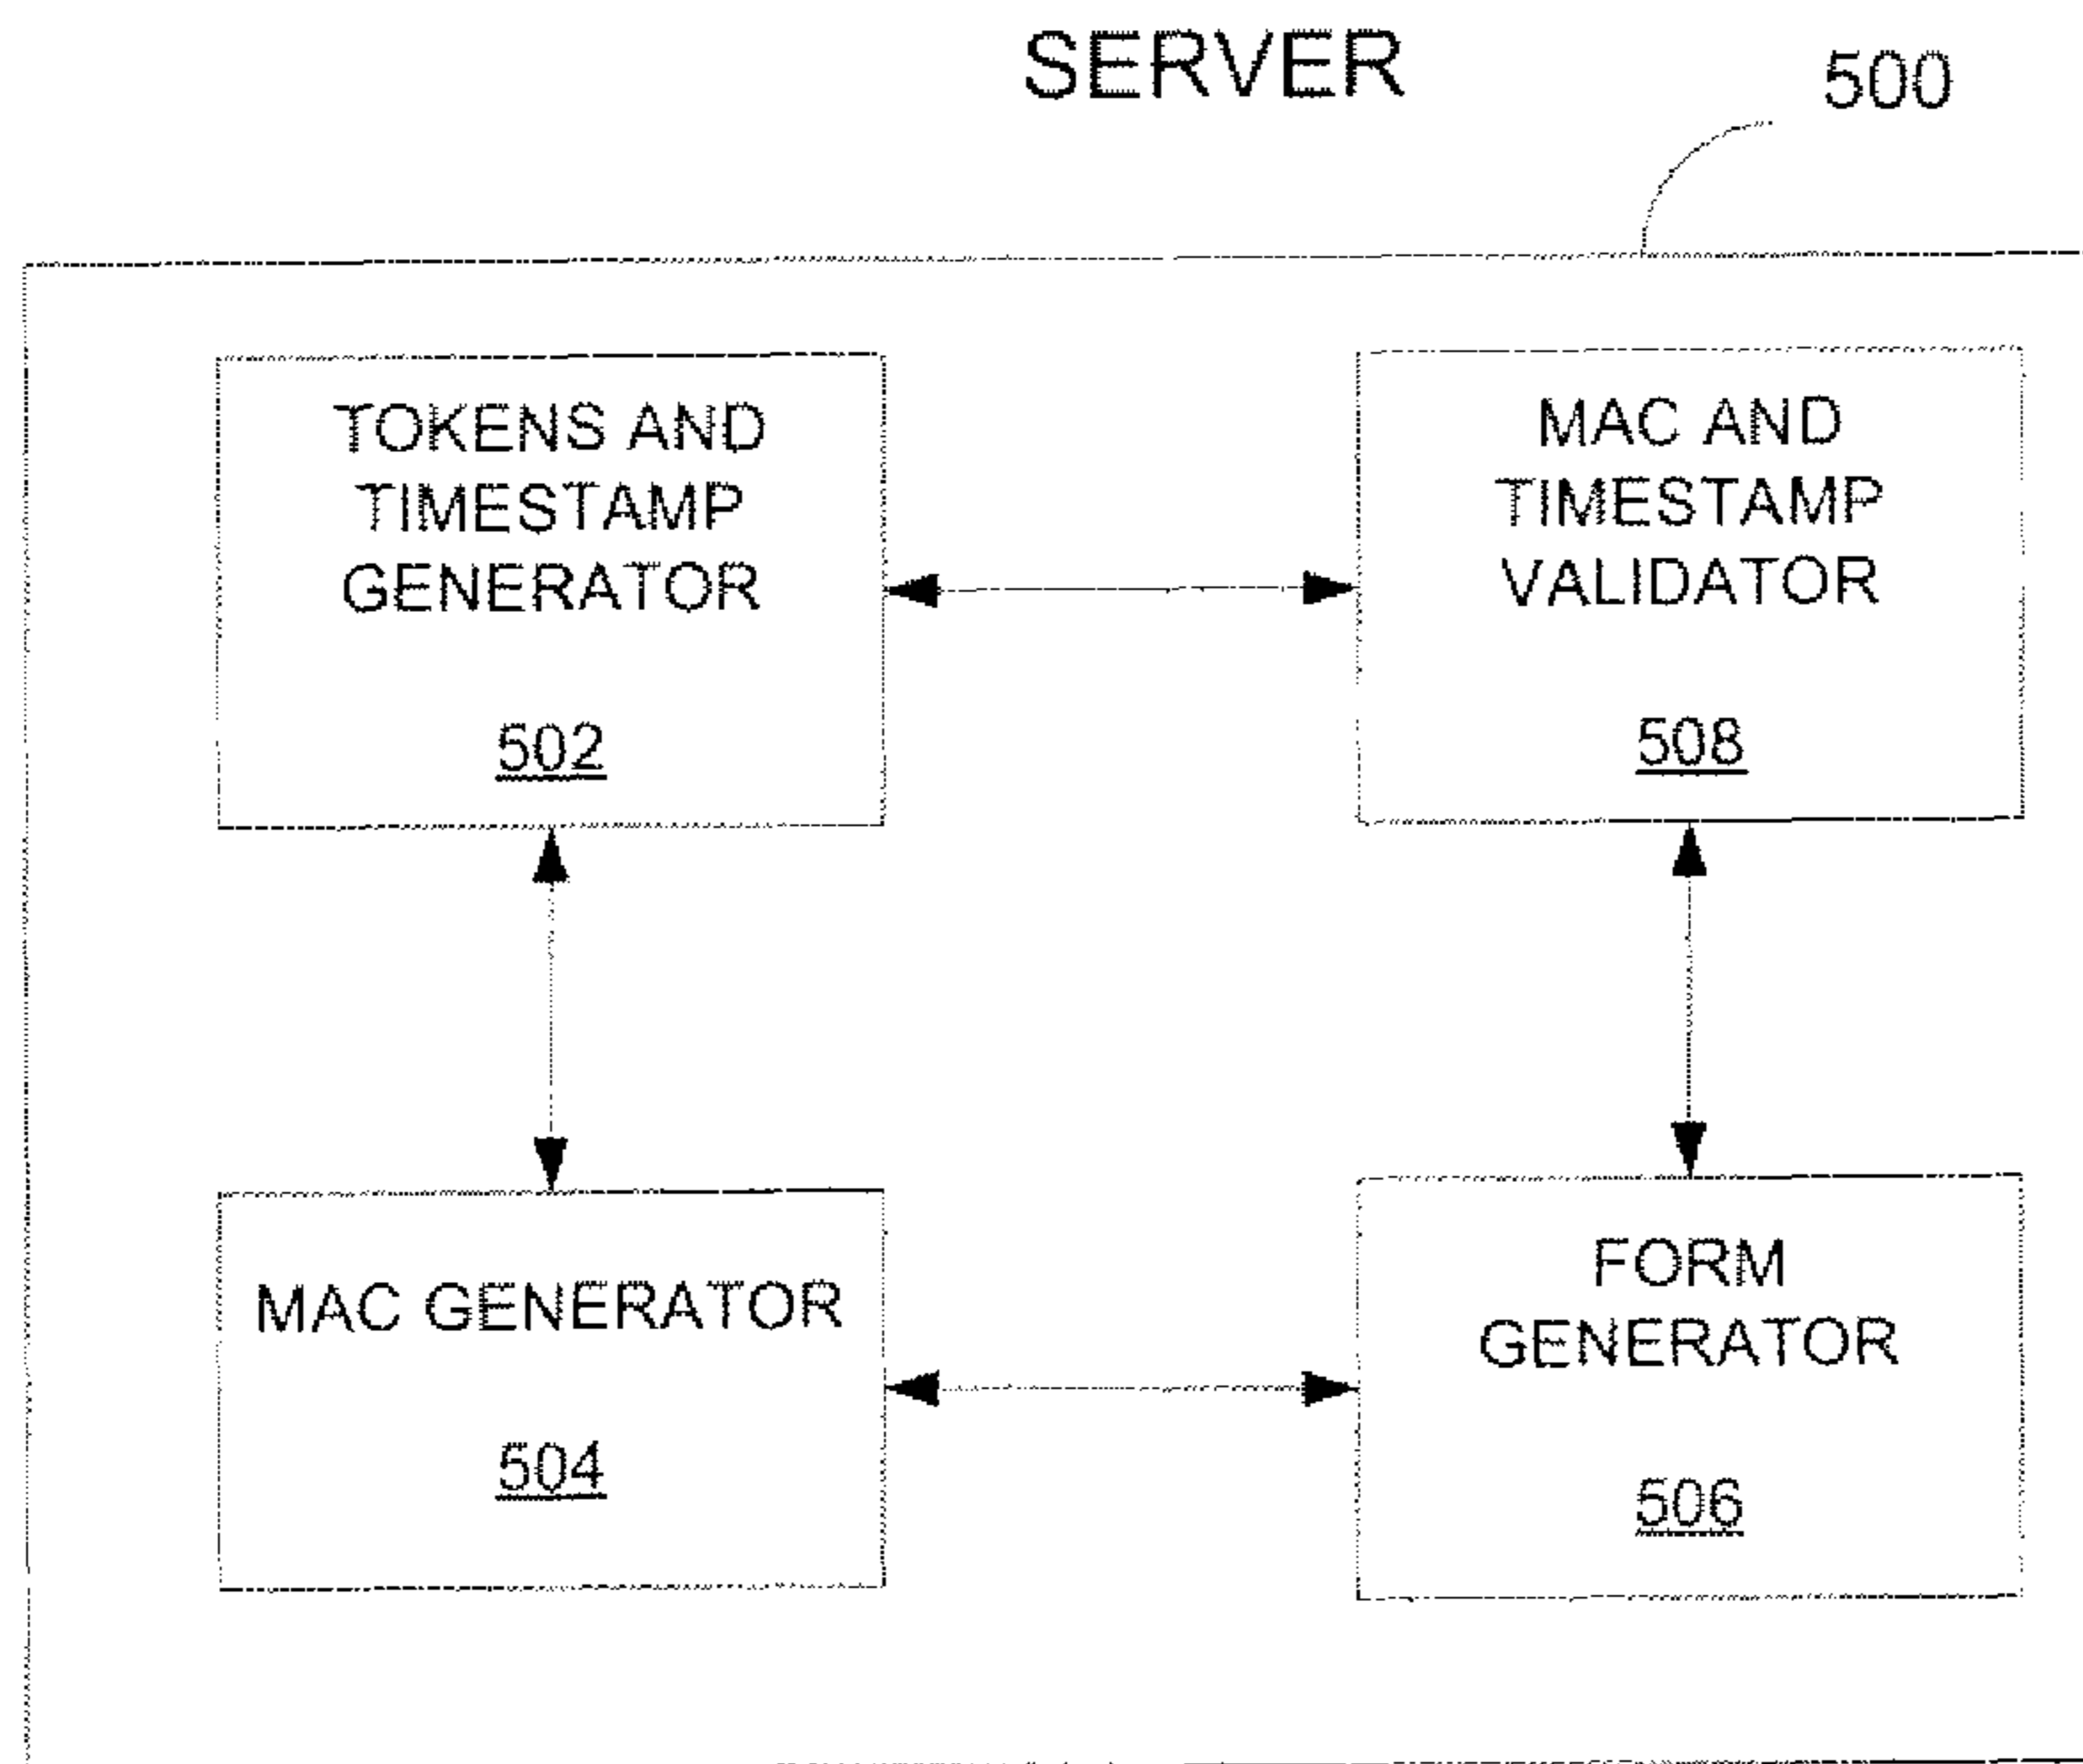 SERVER
500
TOKENS AND
TIMESTAMP
GENERATOR
502
MAC AND
TIMESTAMP
VALIDATOR
508
MAC GENERATOR
504
FORM
GENERATOR
506